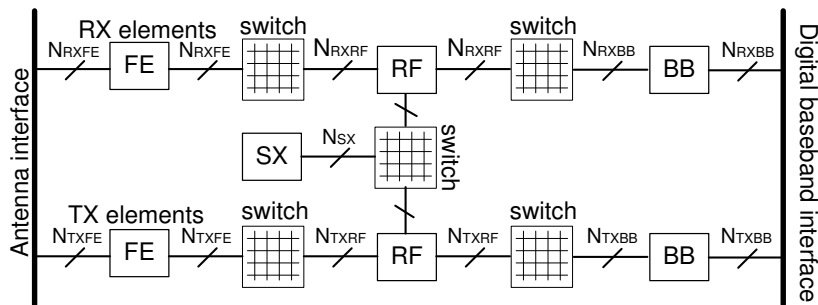 Antenna interface
RX elements
switch
switch
NRXFE
FE
NRXFE
NRXRF
RF
NRXRF
NRXBB
BB
NRXBB
SX
NSX
switch
TX elements
switch
switch
NTXFE
FE
NTXFE
NTXRF
RF
NTXRF
NTXBB
BB
NTXBB
Digital baseband interface